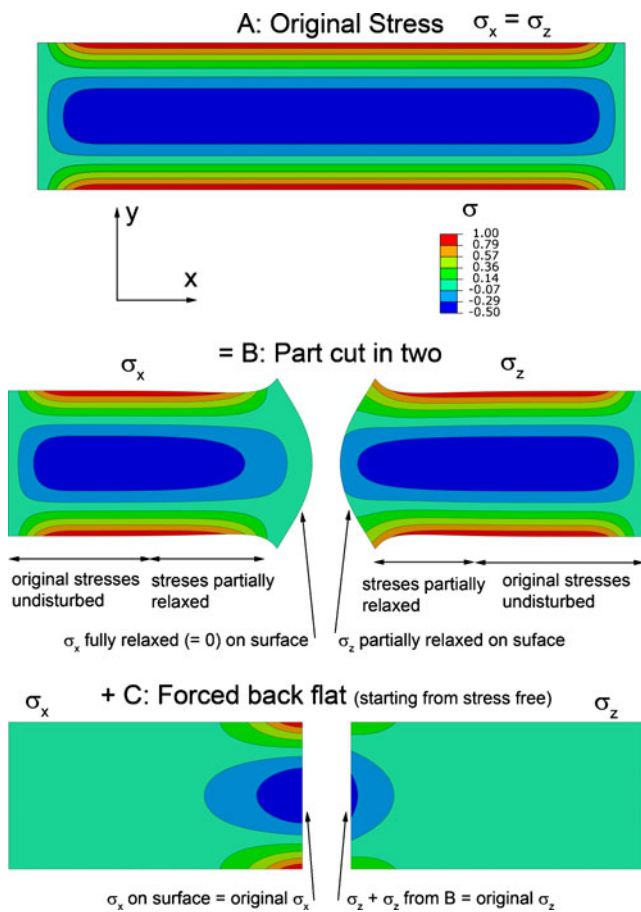 A: Original Stress σx = σz
y
x
σ
1.00
0.79
0.57
0.36
0.14
-0.07
-0.29
-0.50
= B: Part cut in two
σx
σz
original stresses
undisturbed
streses partially
relaxed
streses partially
relaxed
original stresses
undisturbed
σx fully relaxed (= 0) on surface
σz partially relaxed on suface
+ C: Forced back flat (starting from stress free)
σx
σz
σx on surface = original σx
σz + σz from B = original σz